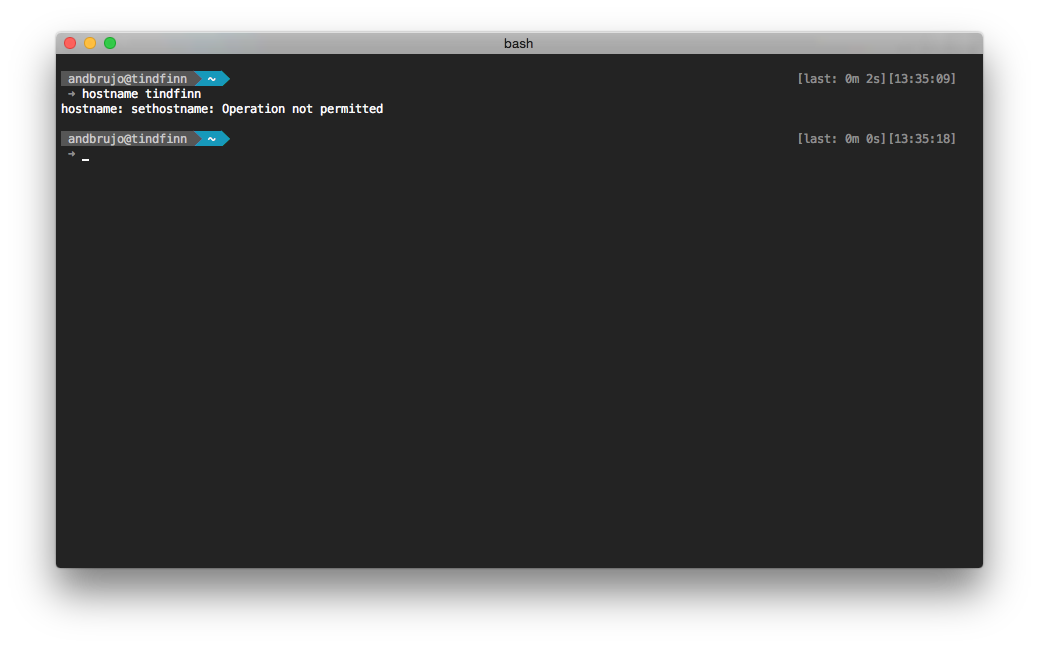 bash
andbrujo@tindfinn ~ [last: 0m 2s][13:35:09]
➜ hostname tindfinn
hostname: sethostname: Operation not permitted
andbrujo@tindfinn ~ [last: 0m 0s][13:35:18]
➜ _